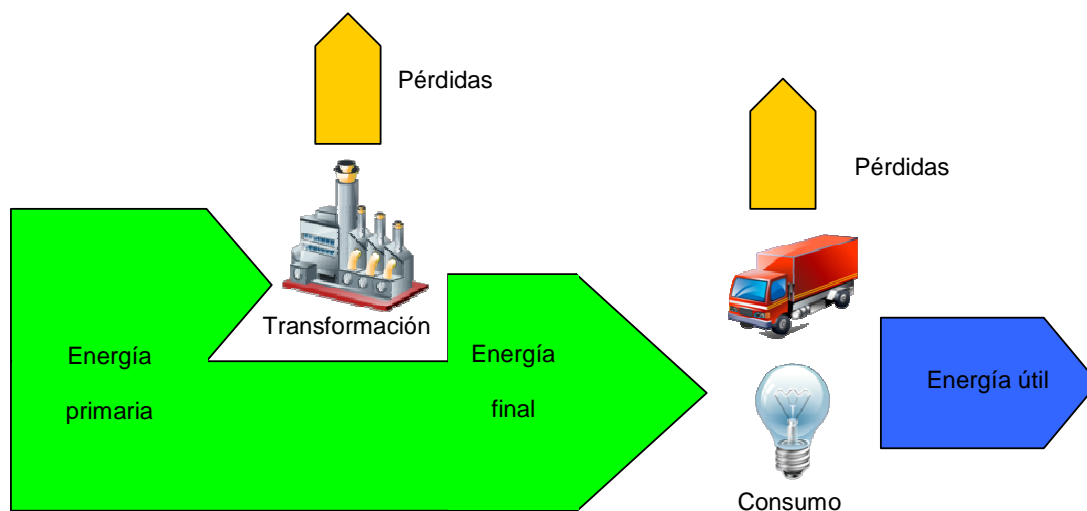 Pérdidas
Pérdidas
Transformación
Energía
primaria
Energía
final
Energía útil
Consumo